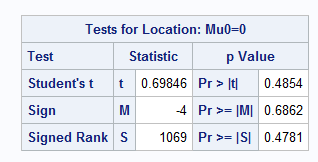 Tests for Location: Mu0=0
Test Statistic p Value
Student's t t 0.69846 Pr > |t| 0.4854
Sign M -4 Pr >= |M| 0.6862
Signed Rank S 1069 Pr >= |S| 0.4781